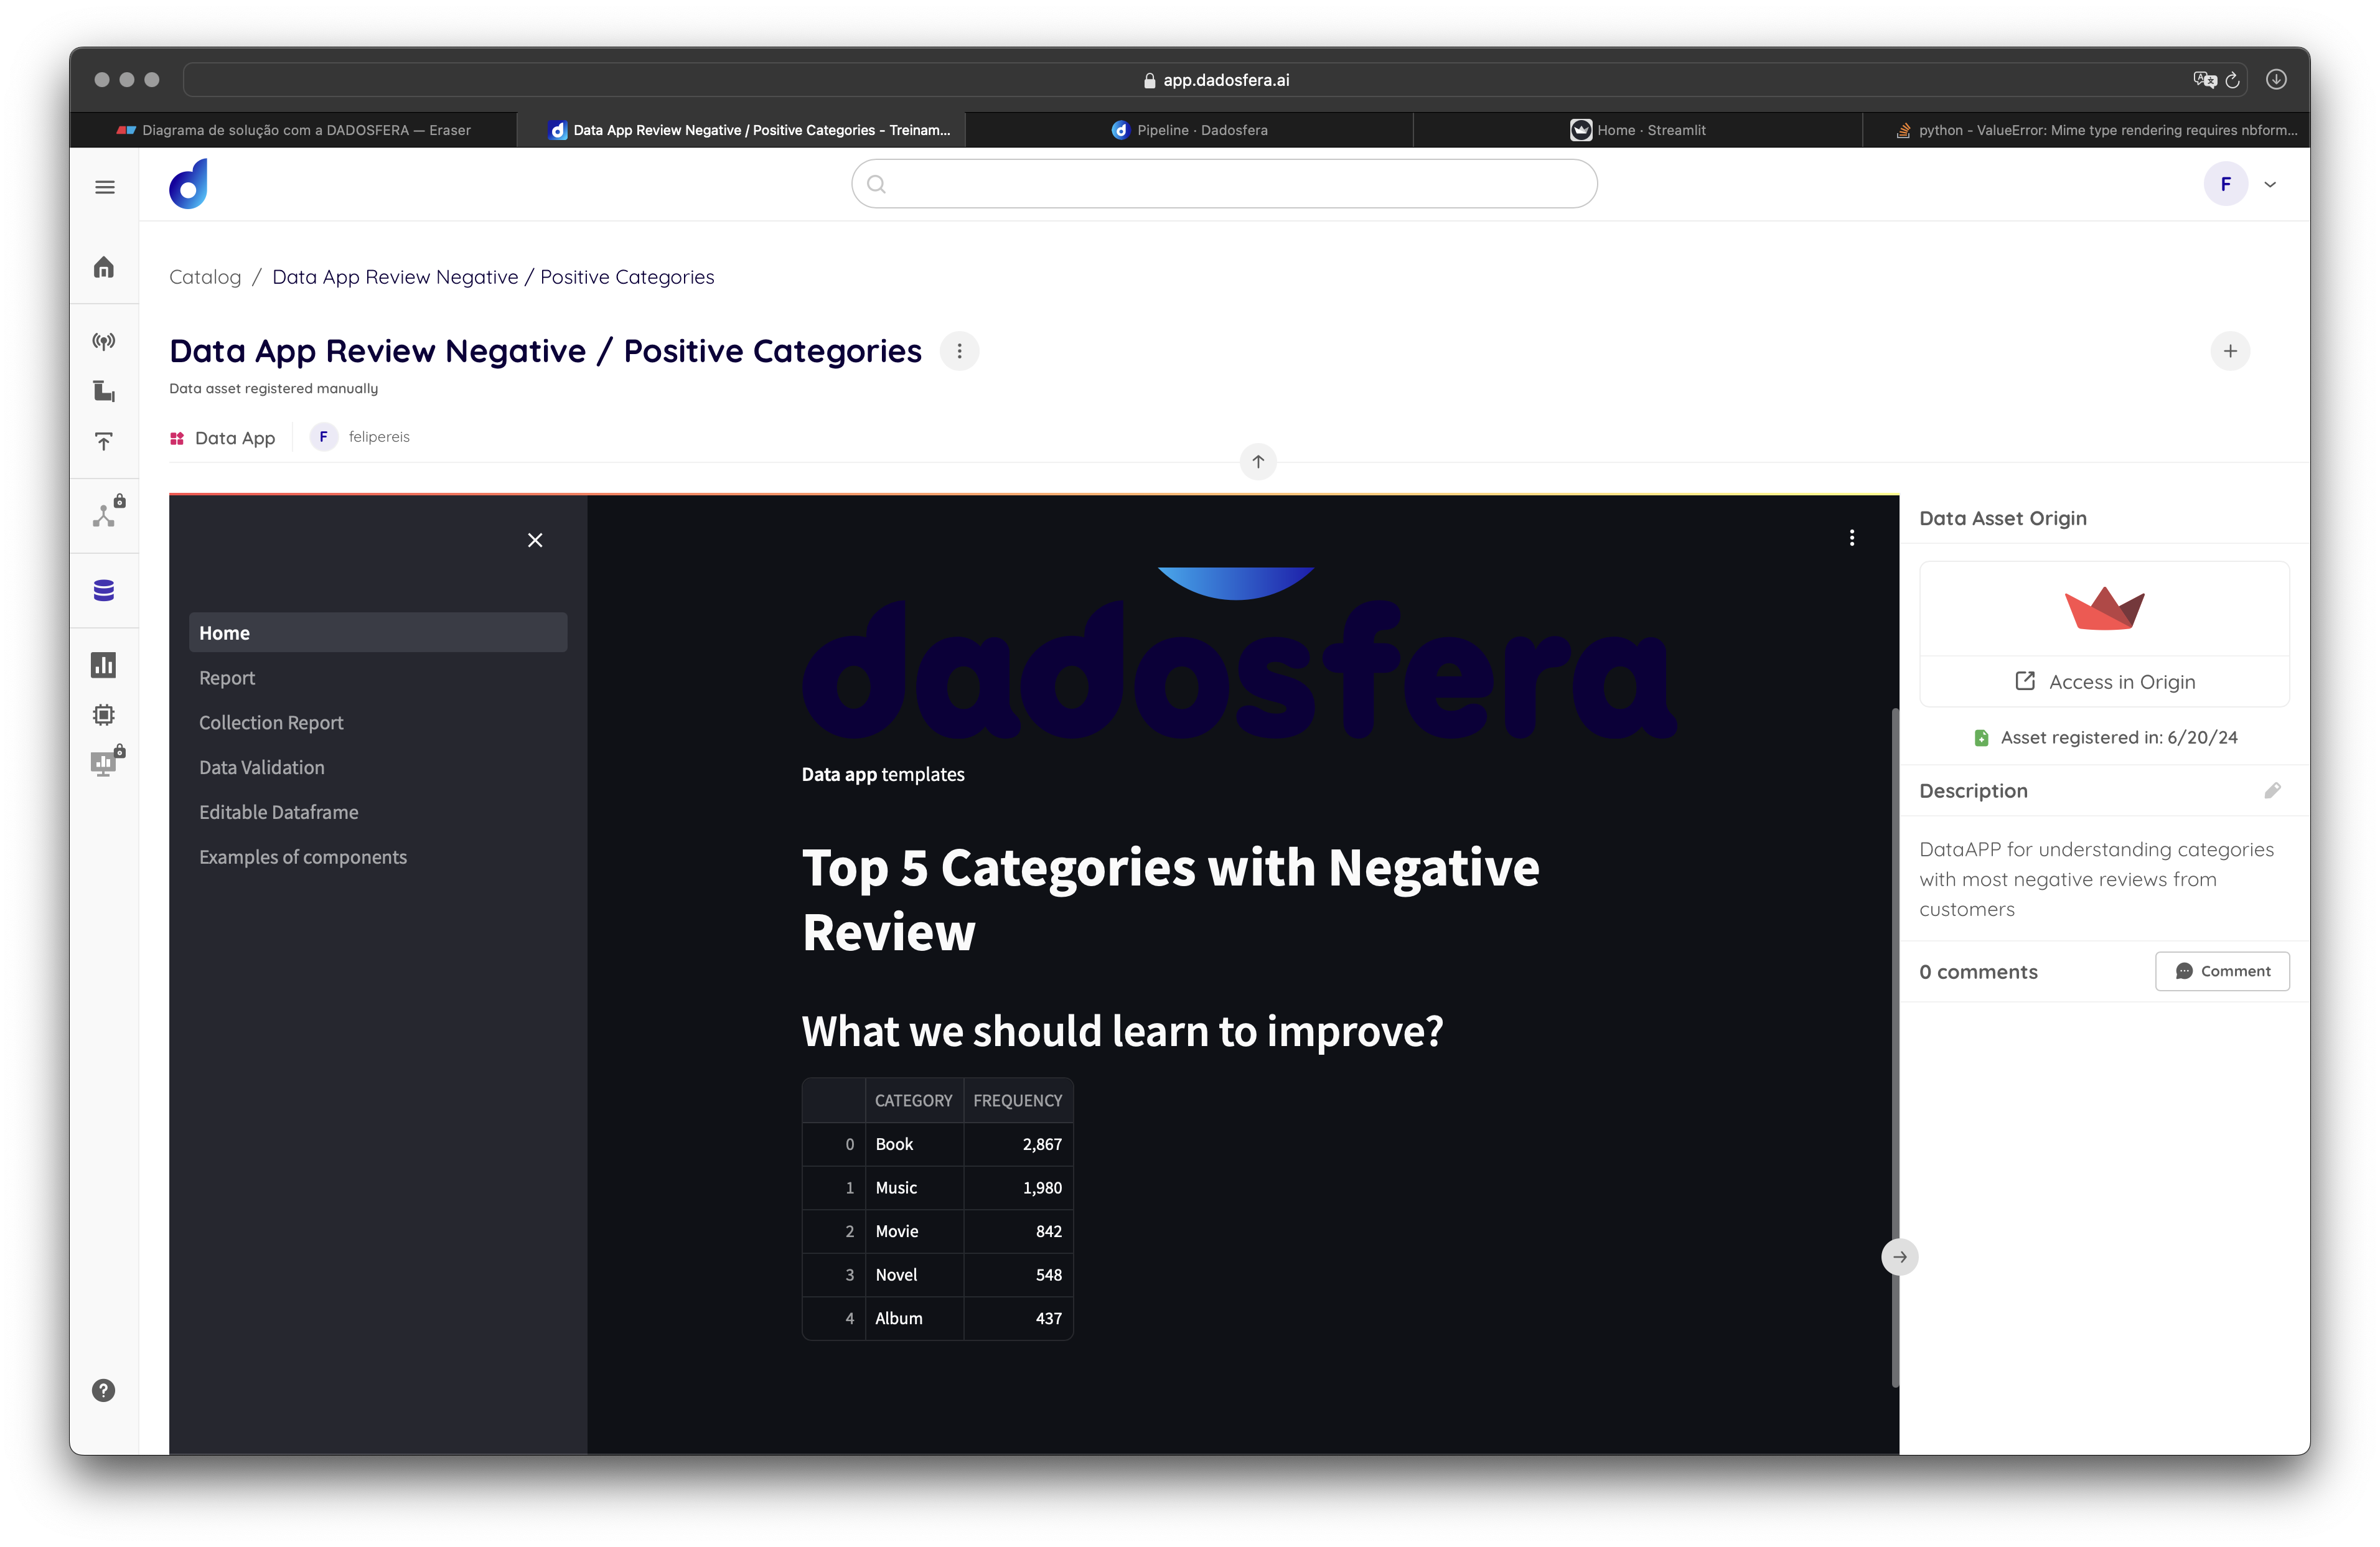 app.dadosfera.ai
Diagrama de solução com a DADOSFERA — Eraser
Data App Review Negative / Positive Categories - Treinam...
Pipeline · Dadosfera
Home · Streamlit
python - ValueError: Mime type rendering requires nbform...
F
Catalog / Data App Review Negative / Positive Categories
Data App Review Negative / Positive Categories
Data asset registered manually
Data App
F felipereis
Home
Report
Collection Report
Data Validation
Editable Dataframe
Examples of components
dadosfera
Data app templates
Top 5 Categories with Negative
Review
What we should learn to improve?
CATEGORY FREQUENCY
0 Book 2,867
1 Music 1,980
2 Movie 842
3 Novel 548
4 Album 437
Data Asset Origin
Access in Origin
Asset registered in: 6/20/24
Description
DataAPP for understanding categories
with most negative reviews from
customers
0 comments
Comment